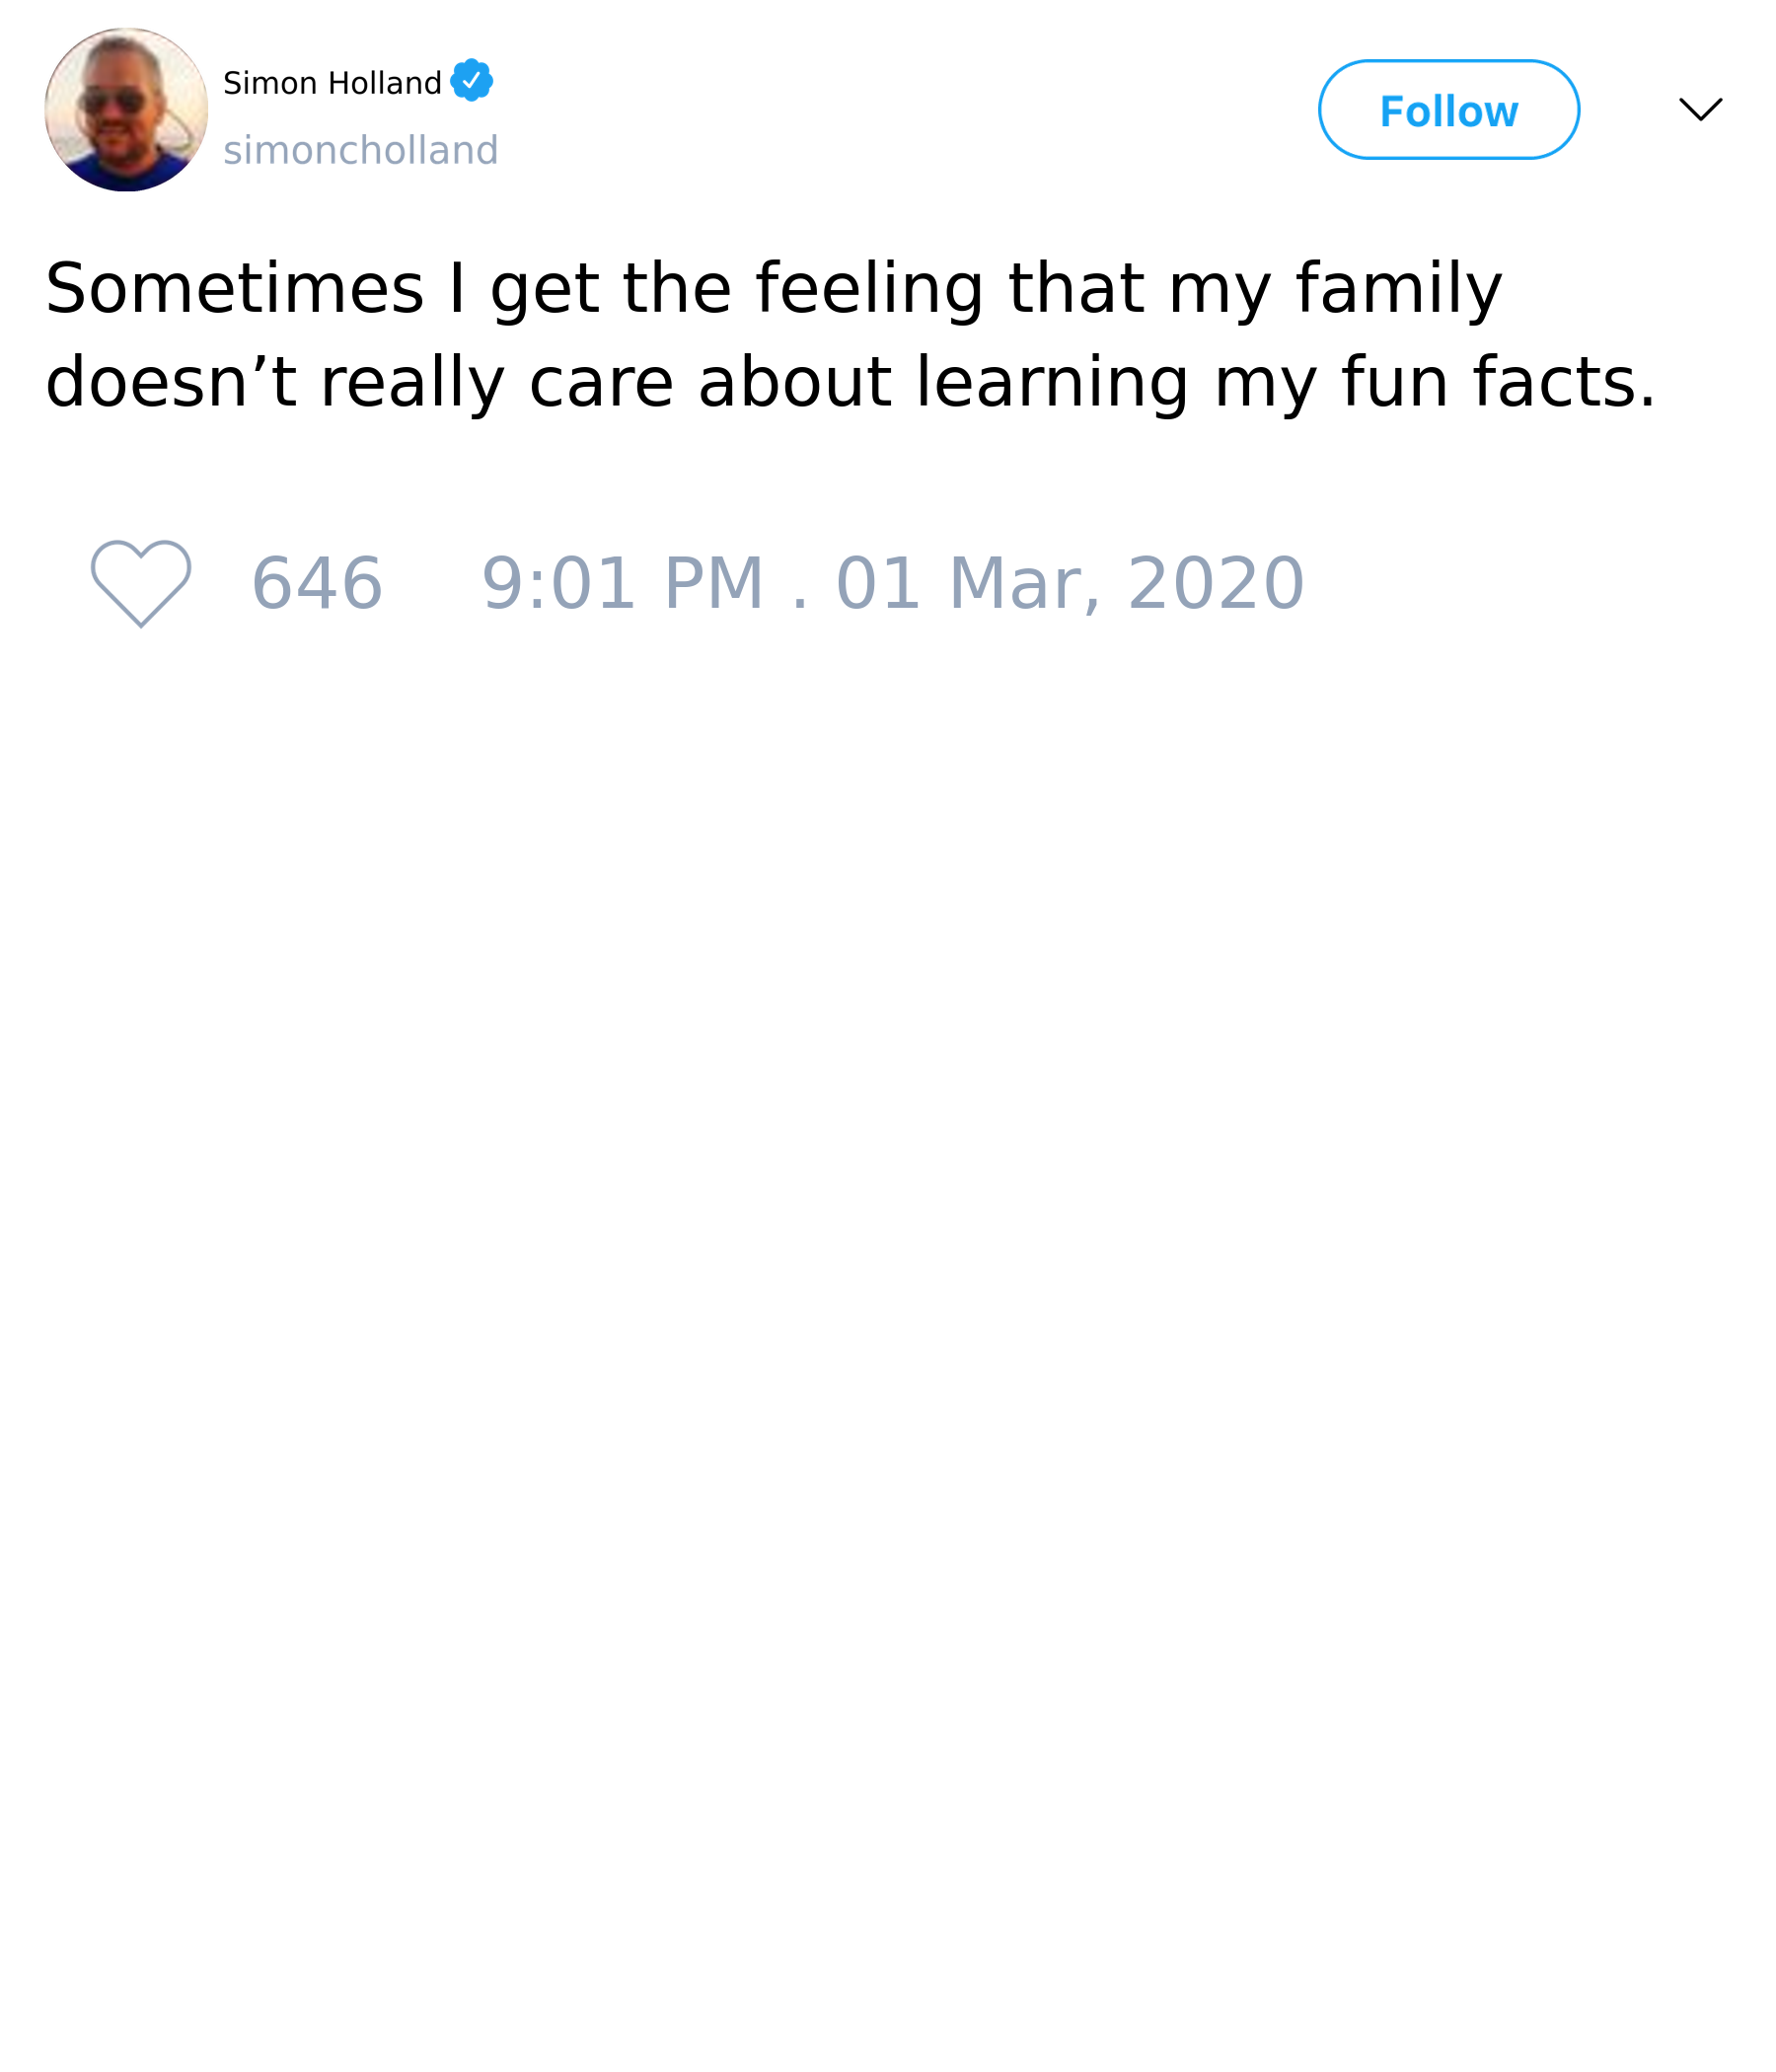 Simon Holland
simoncholland
Follow
Sometimes I get the feeling that my family
doesn’t really care about learning my fun facts.
646 9:01 PM . 01 Mar, 2020